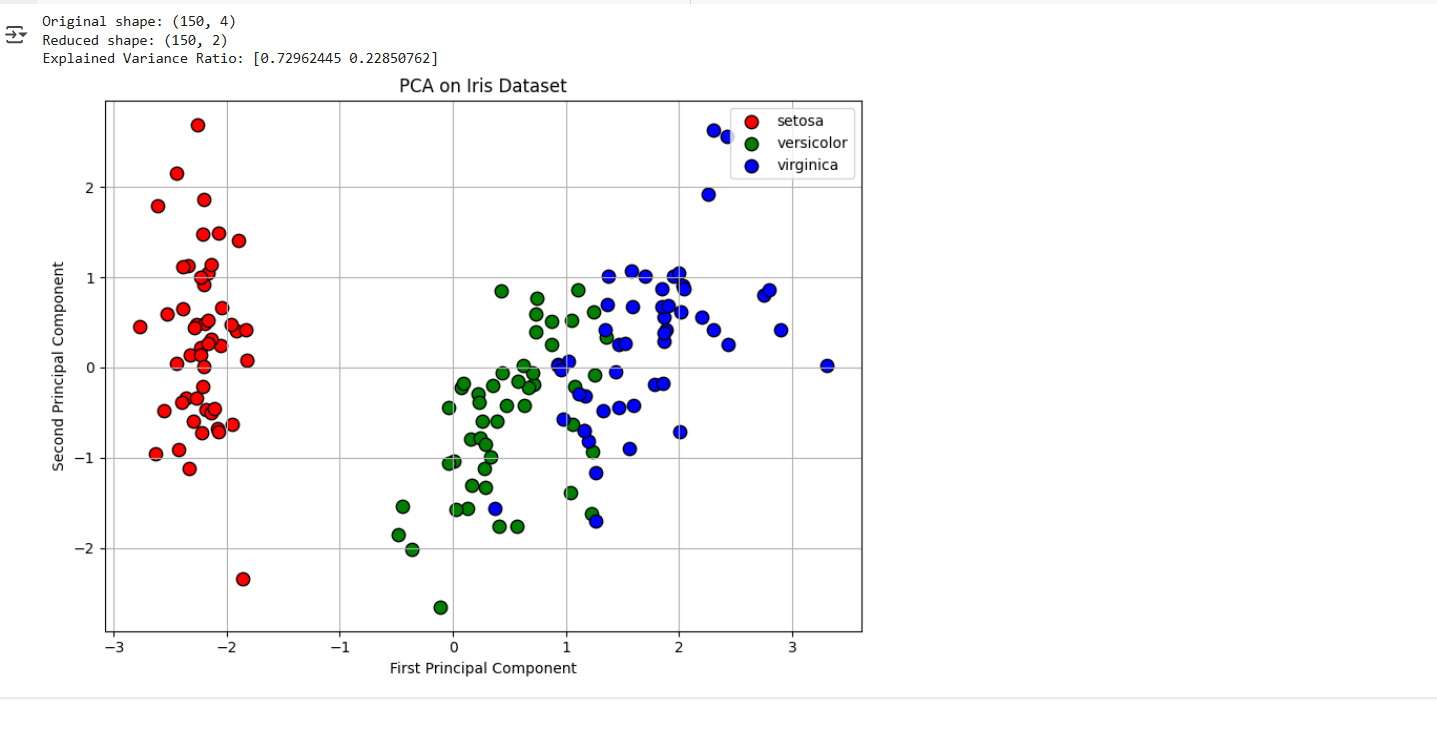 Original shape: (150, 4)
Reduced shape: (150, 2)
Explained Variance Ratio: [0.72962445 0.22850762]
PCA on Iris Dataset
setosa
versicolor
virginica
2
1
0
−1
−2
Second Principal Component
−3 −2 −1 0 1 2 3
First Principal Component